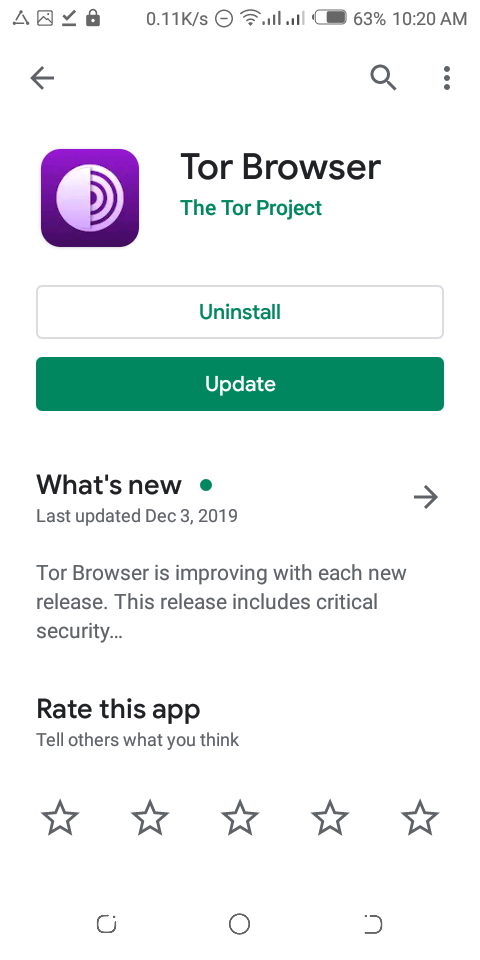 0.11K/s 63% 10:20 AM
Tor Browser
The Tor Project
Uninstall
Update
What's new
Last updated Dec 3, 2019
Tor Browser is improving with each new
release. This release includes critical
security…
Rate this app
Tell others what you think